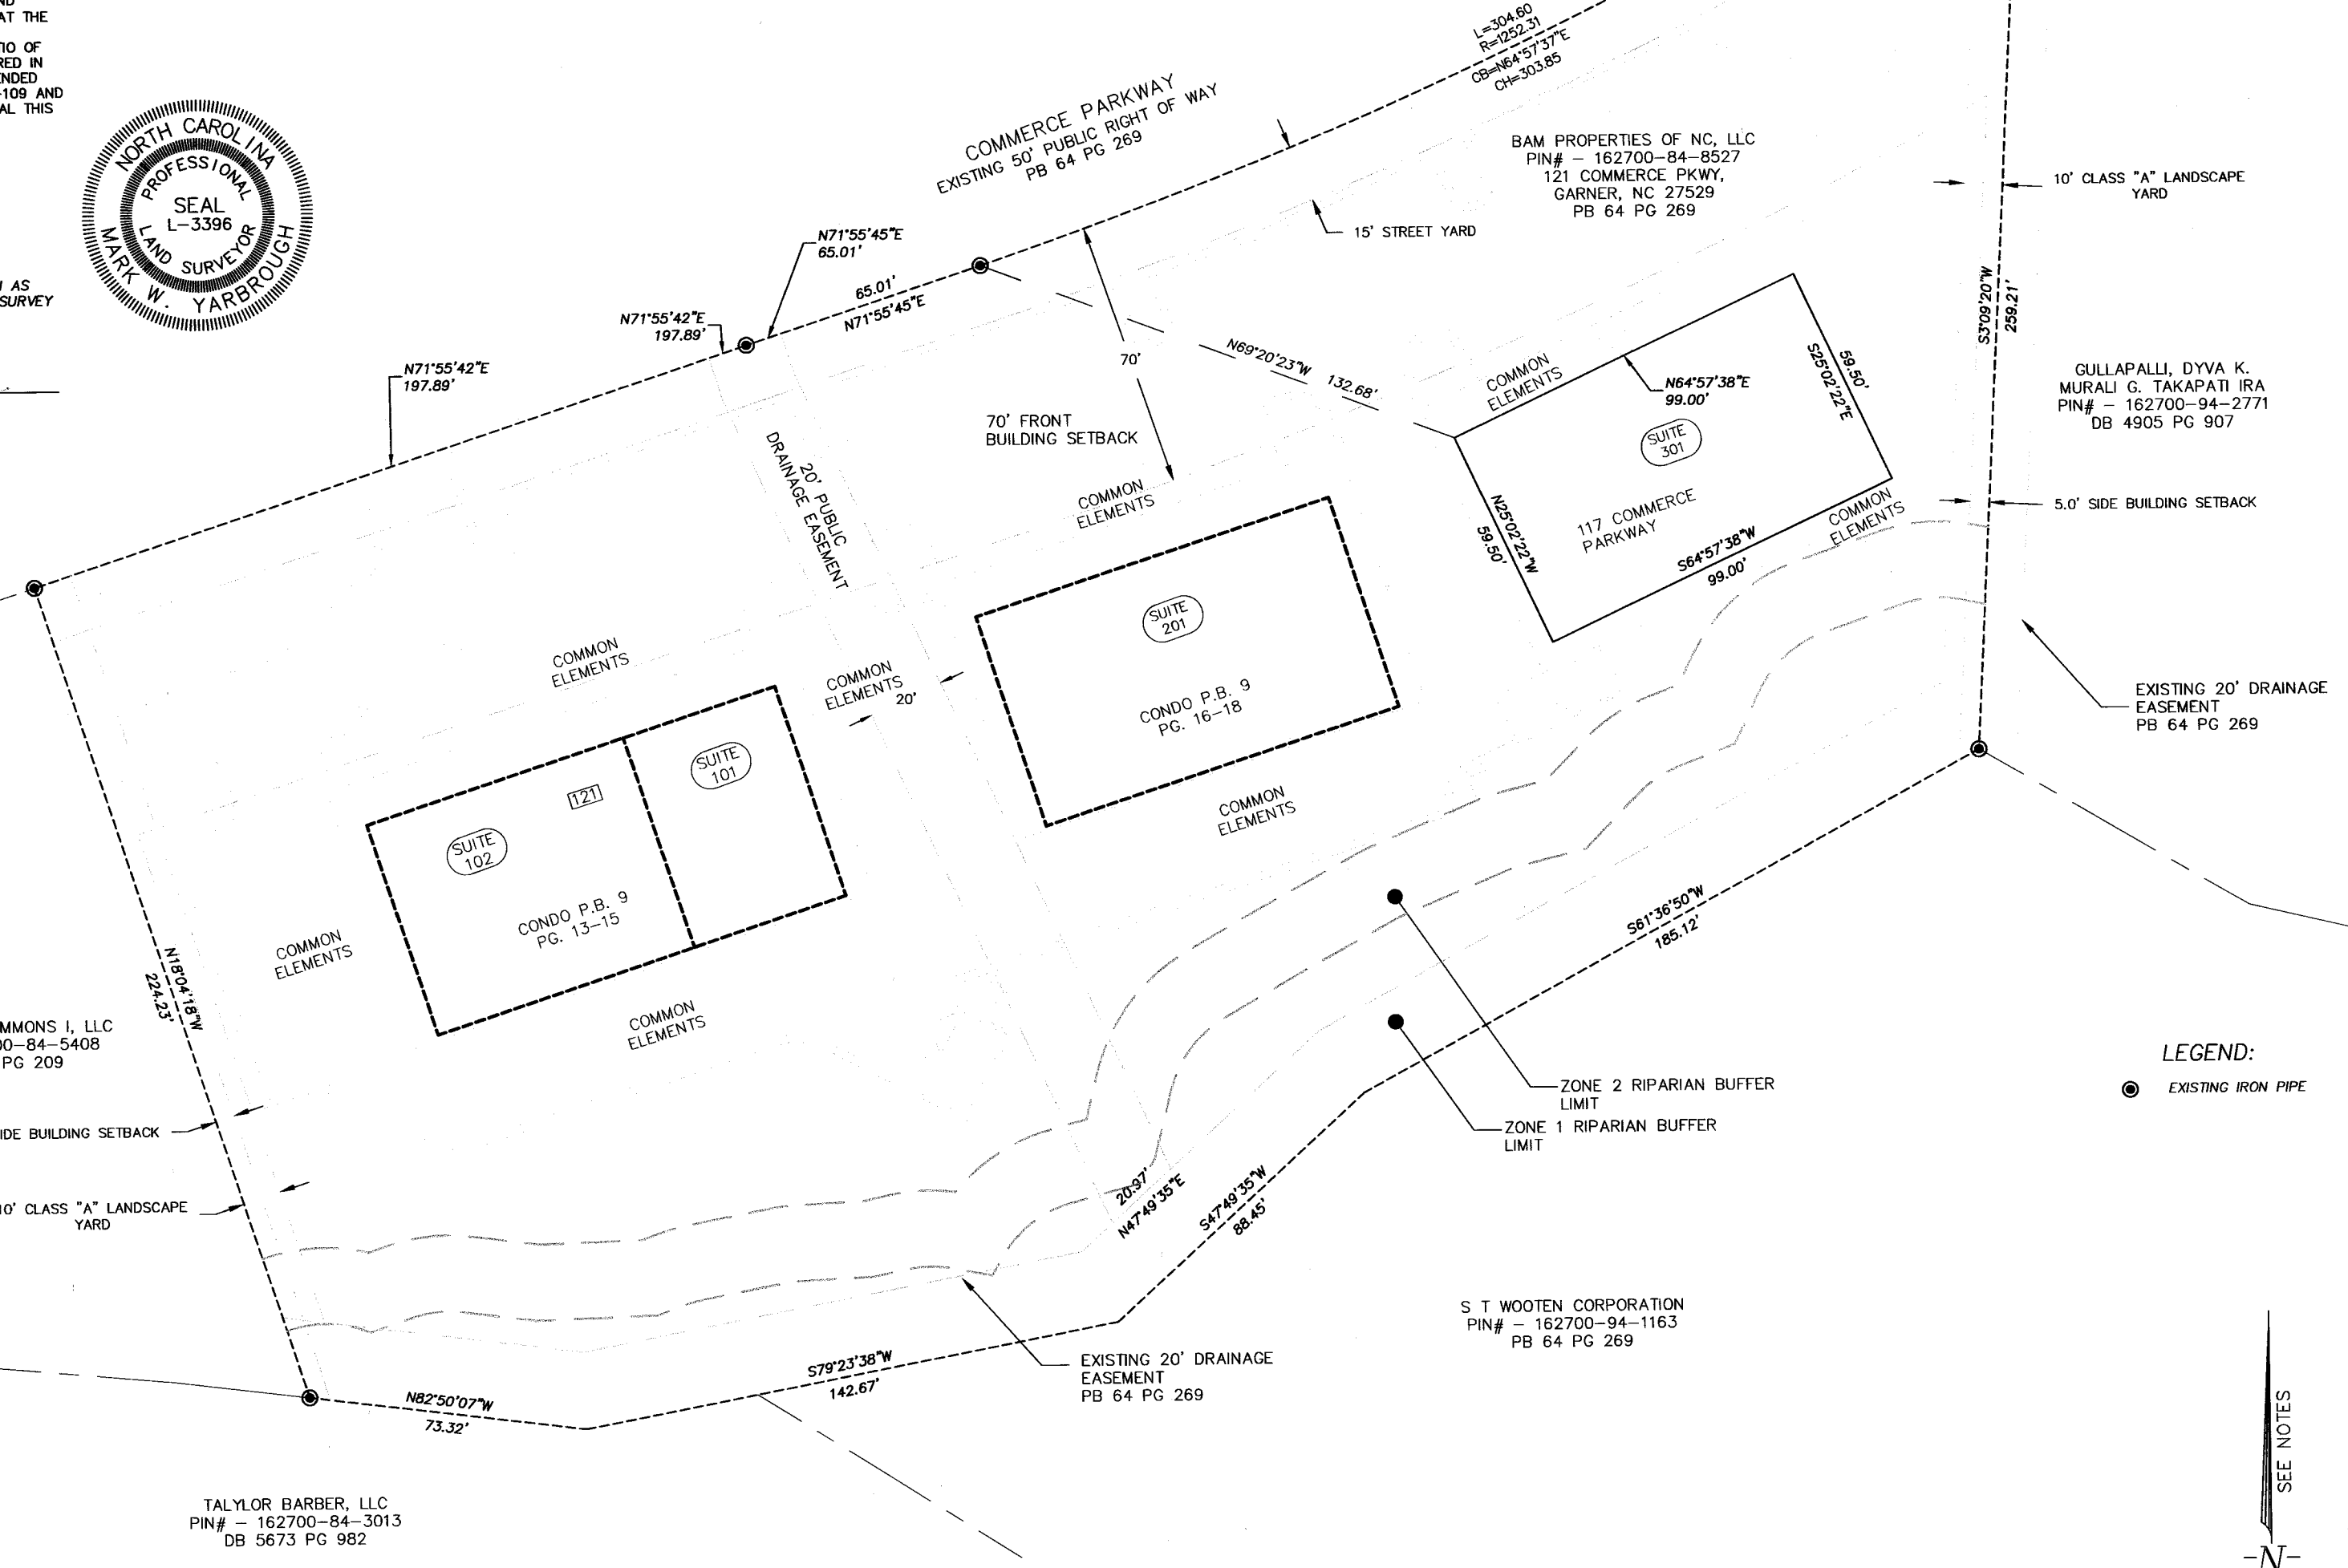 AT THE
TIO OF
RED IN
ENDED
-109 AND
AL THIS
AS
SURVEY
NORTH CAROLINA
PROFESSIONAL
SEAL
L-3396
LAND SURVEYOR
MARK W. YARBROUGH
COMMERCE PARKWAY
EXISTING 50' PUBLIC RIGHT OF WAY
PB 64 PG 269
L=304.60
R=1252.31
CB=N64°57'37"E
CH=303.85
BAM PROPERTIES OF NC, LLC
PIN# - 162700-84-8527
121 COMMERCE PKWY,
GARNER, NC 27529
PB 64 PG 269
10' CLASS "A" LANDSCAPE
YARD
15' STREET YARD
N71°55'45"E
65.01'
65.01'
N71°55'45"E
N71°55'42"E
197.89'
N71°55'42"E
197.89'
70'
70' FRONT
BUILDING SETBACK
N69°20'23"W 132.68'
S3°09'20"W
259.21'
COMMON
ELEMENTS
N64°57'38"E
99.00'
59.50'
S25°02'22"E
SUITE
301
117 COMMERCE
PARKWAY
N25°02'22"W
59.50'
S64°57'38"W
99.00'
COMMON
ELEMENTS
GULLAPALLI, DYVA K.
MURALI G. TAKAPATI IRA
PIN# - 162700-94-2771
DB 4905 PG 907
5.0' SIDE BUILDING SETBACK
20' PUBLIC
DRAINAGE EASEMENT
COMMON
ELEMENTS
SUITE
201
CONDO P.B. 9
PG. 16-18
COMMON
ELEMENTS
COMMON
ELEMENTS
COMMON
ELEMENTS
20'
SUITE
101
121
SUITE
102
CONDO P.B. 9
PG. 13-15
COMMON
ELEMENTS
COMMON
ELEMENTS
EXISTING 20' DRAINAGE
EASEMENT
PB 64 PG 269
N18°04'18"W
224.23'
MMONS I, LLC
00-84-5408
PG 209
IDE BUILDING SETBACK
10' CLASS "A" LANDSCAPE
YARD
S61°36'50"W
185.12'
ZONE 2 RIPARIAN BUFFER
LIMIT
ZONE 1 RIPARIAN BUFFER
LIMIT
LEGEND:
EXISTING IRON PIPE
20.97'
N47°49'35"E
S47°49'35"W
88.45'
S T WOOTEN CORPORATION
PIN# - 162700-94-1163
PB 64 PG 269
EXISTING 20' DRAINAGE
EASEMENT
PB 64 PG 269
S79°23'38"W
142.67'
N82°50'07"W
73.32'
TALYLOR BARBER, LLC
PIN# - 162700-84-3013
DB 5673 PG 982
SEE NOTES
-N-